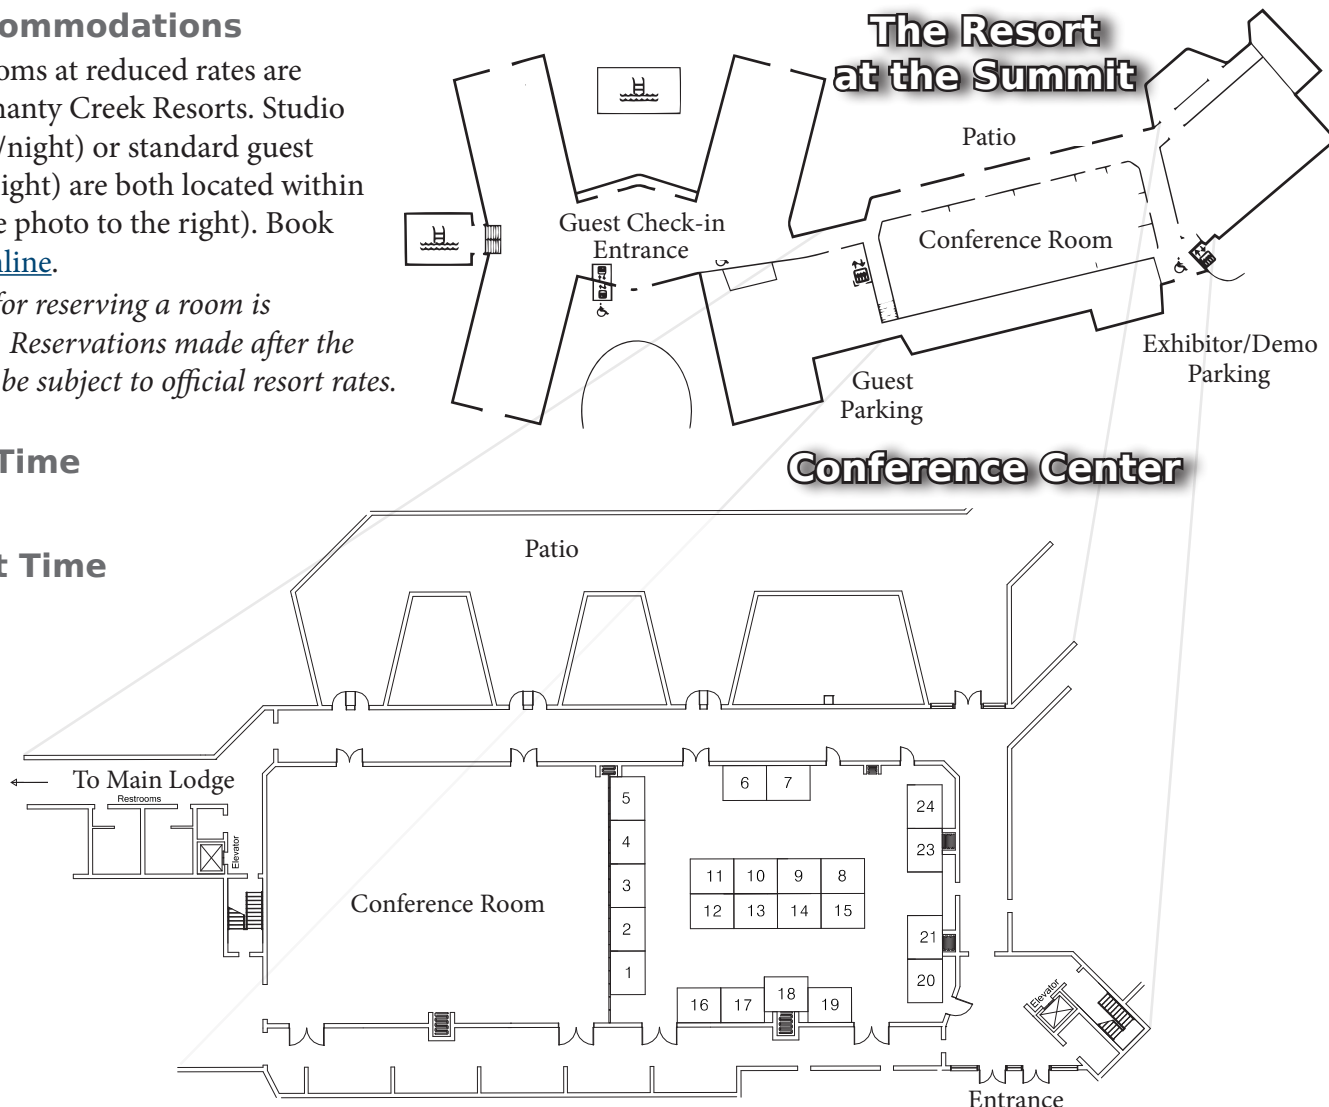 ommodations
ooms at reduced rates are
hanty Creek Resorts. Studio
/night) or standard guest
ight) are both located within
e photo to the right). Book
nline.
for reserving a room is
Reservations made after the
be subject to official resort rates.
Time
t Time
The Resort
at the Summit
Patio
Guest Check-in
Entrance
Conference Room
Exhibitor/Demo
Parking
Guest
Parking
Conference Center
Patio
To Main Lodge
Restrooms
Elevator
Conference Room
5
4
3
2
1
6 7
11 10 9 8
12 13 14 15
16 17 18 19
24
23
21
20
Elevator
Entrance